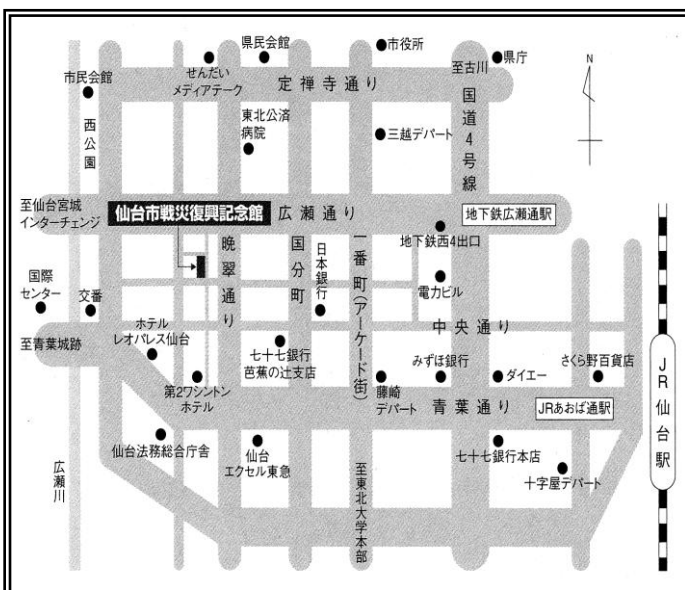 県民会館
市役所
県庁
至古川
N
市民会館
せんだい
メディアテーク
定禅寺通り
国道4号線
西公園
東北公済
病院
三越デパート
至仙台宮城
インターチェンジ
仙台市戦災復興記念館
広瀬通り
地下鉄広瀬通駅
地下鉄西4出口
晩翠通り
国分町
日本銀行
一番町(アーケード街)
電力ビル
国際
センター
交番
中央通り
至青葉城跡
ホテル
レオパレス仙台
七十七銀行
芭蕉の辻支店
みずほ銀行
ダイエー
さくら野百貨店
JR仙台駅
第2ワシントン
ホテル
藤崎
デパート
青葉通り
JRあおば通駅
仙台法務総合庁舎
仙台
エクセル東急
七十七銀行本店
広瀬川
至東北大学本部
十字屋デパート